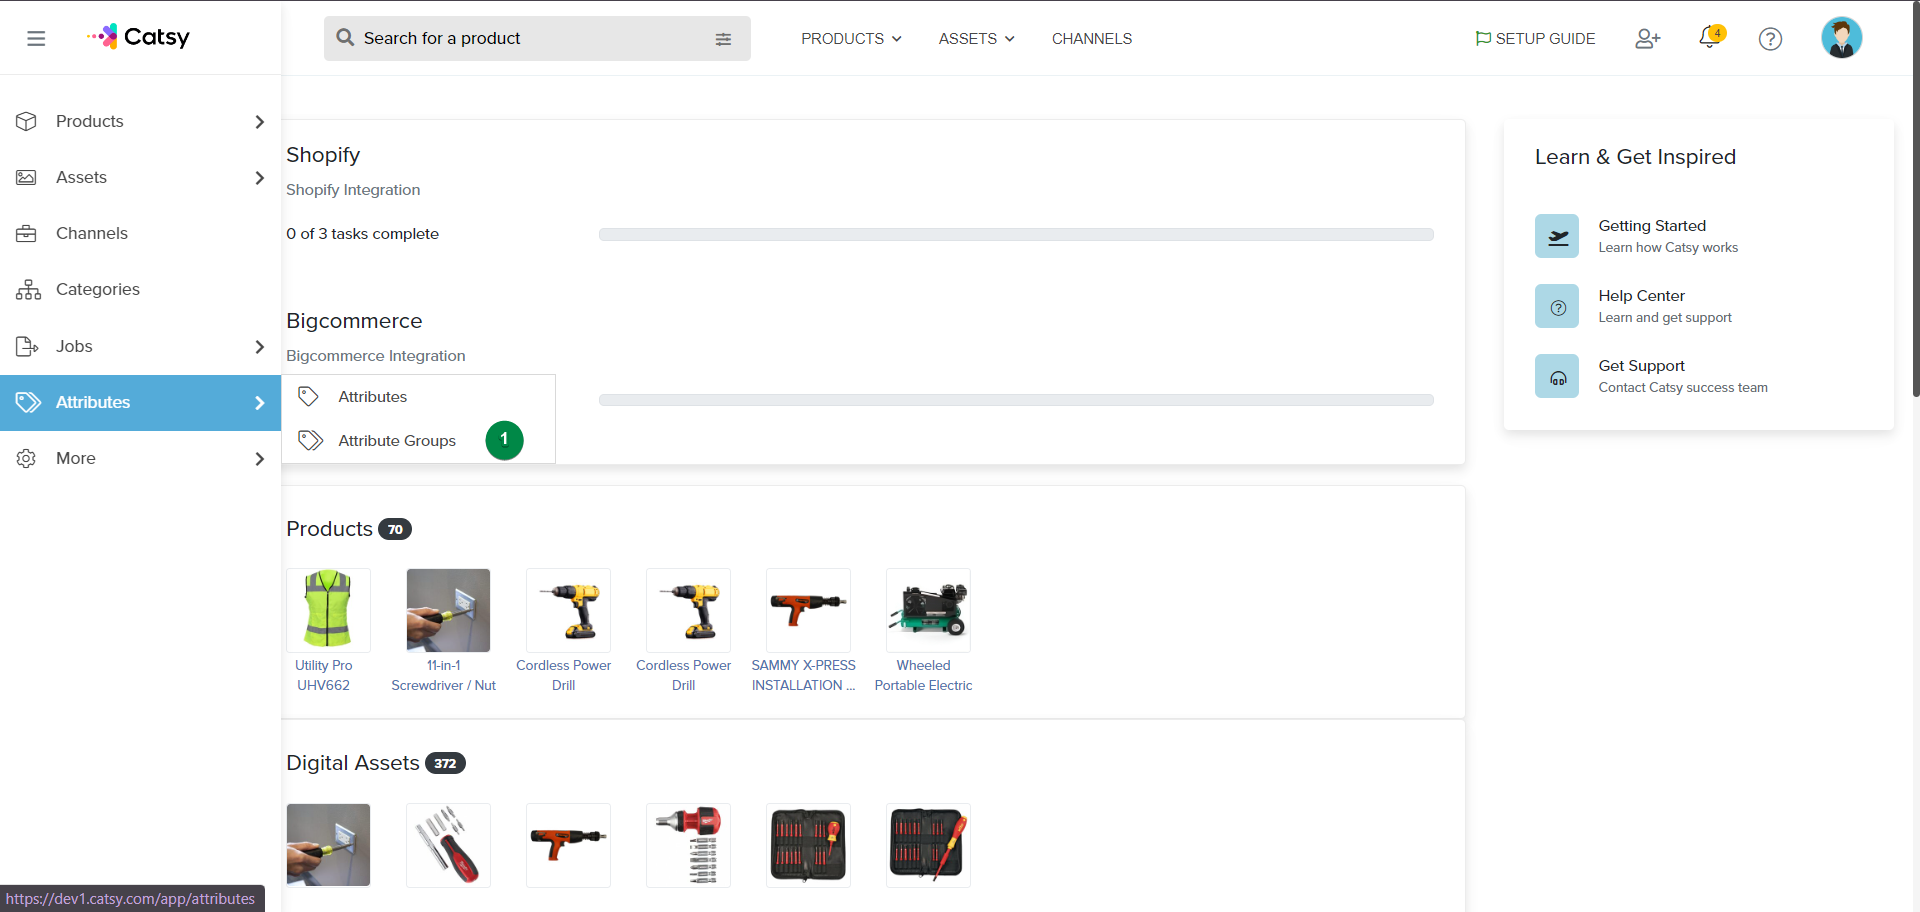 Catsy
Search for a product
PRODUCTS
ASSETS
CHANNELS
SETUP GUIDE
4
Products
Assets
Channels
Categories
Jobs
Attributes
More
Attributes
Attribute Groups
1
Shopify
Shopify Integration
0 of 3 tasks complete
Bigcommerce
Bigcommerce Integration
Products 70
Utility Pro
UHV662
11-in-1
Screwdriver / Nut
Cordless Power
Drill
Cordless Power
Drill
SAMMY X-PRESS
INSTALLATION ...
Wheeled
Portable Electric
Digital Assets 372
Learn & Get Inspired
Getting Started
Learn how Catsy works
Help Center
Learn and get support
Get Support
Contact Catsy success team
https://dev1.catsy.com/app/attributes